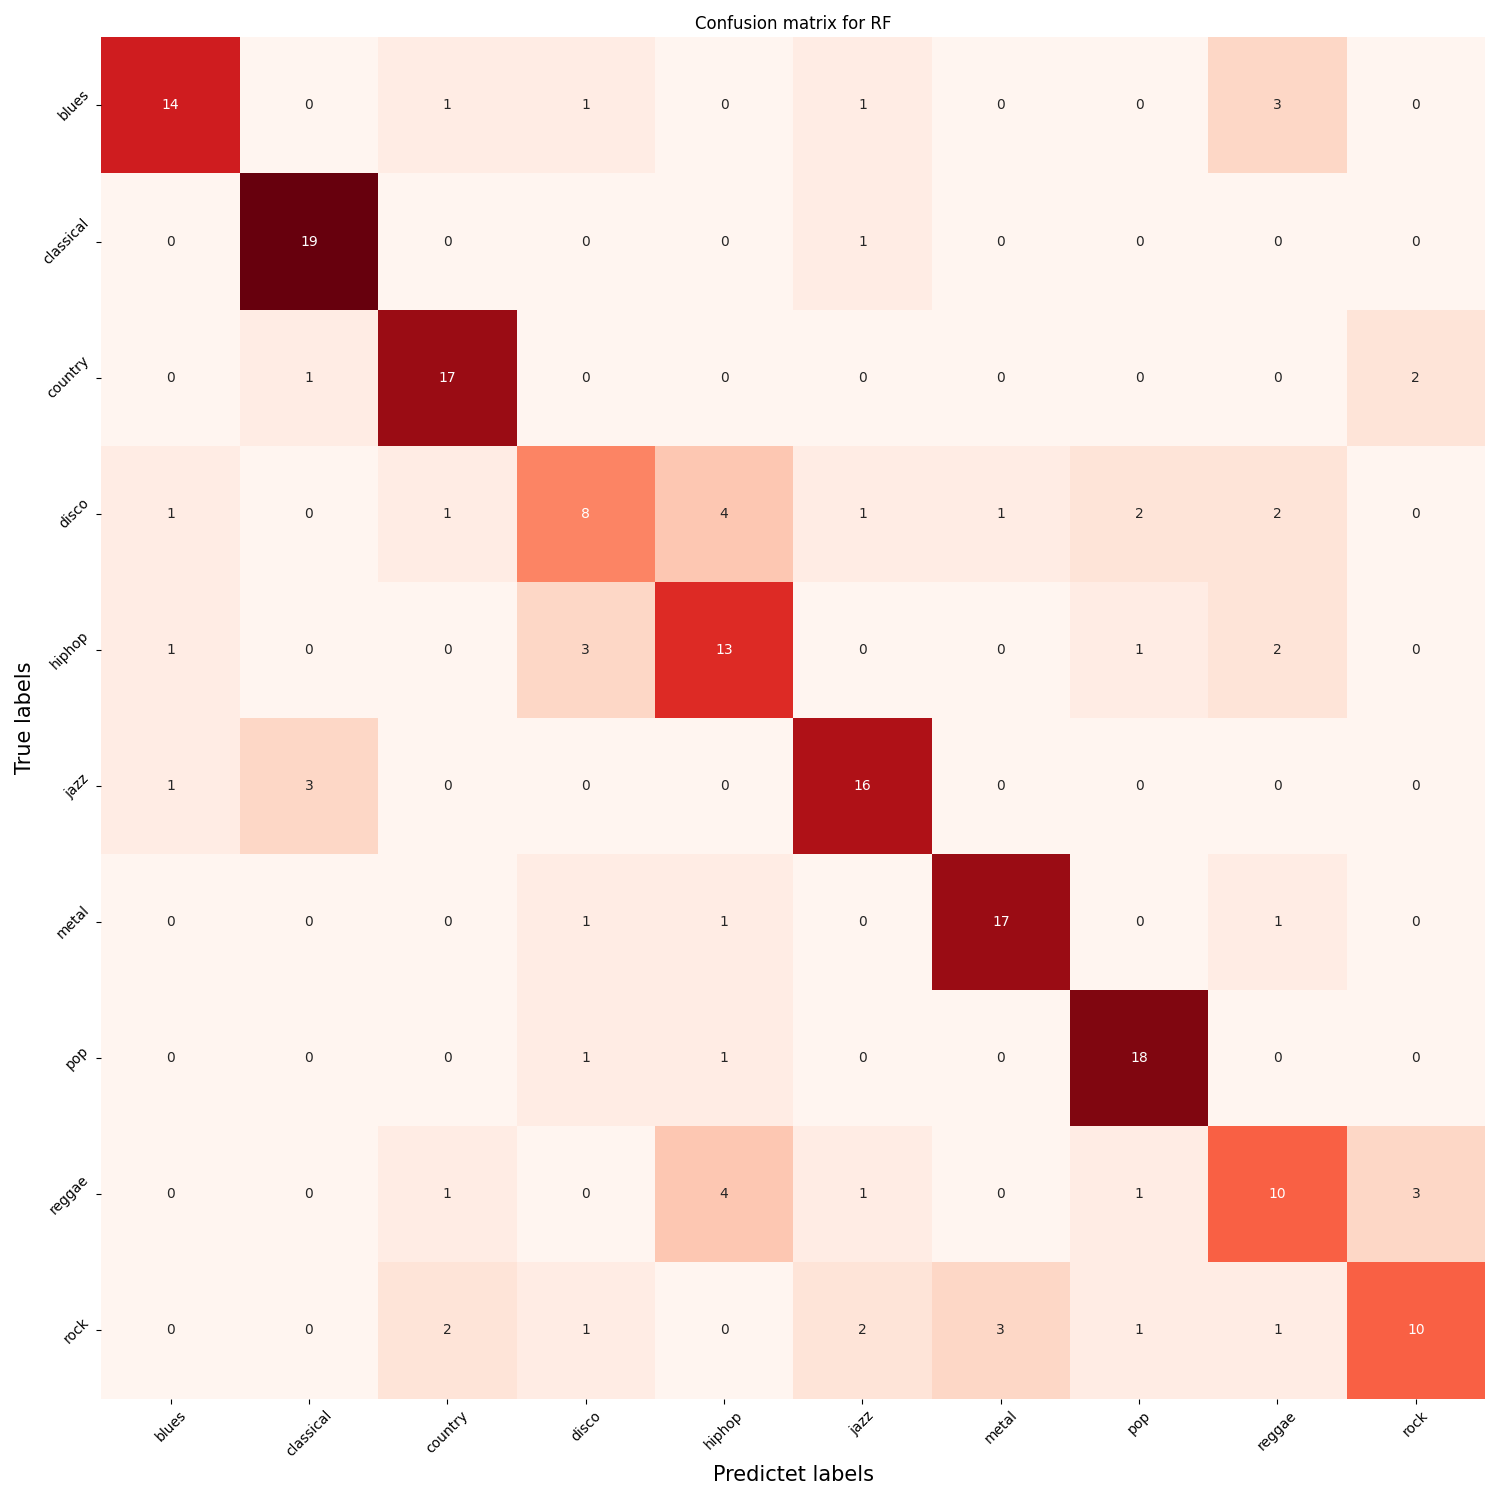 Confusion matrix for RF
blues 14 0 1 1 0 1 0 0 3 0
classical 0 19 0 0 0 1 0 0 0 0
country 0 1 17 0 0 0 0 0 0 2
disco 1 0 1 8 4 1 1 2 2 0
hiphop 1 0 0 3 13 0 0 1 2 0
jazz 1 3 0 0 0 16 0 0 0 0
metal 0 0 0 1 1 0 17 0 1 0
pop 0 0 0 1 1 0 0 18 0 0
reggae 0 0 1 0 4 1 0 1 10 3
rock 0 0 2 1 0 2 3 1 1 10
True labels
blues classical country disco hiphop jazz metal pop reggae rock
Predictet labels